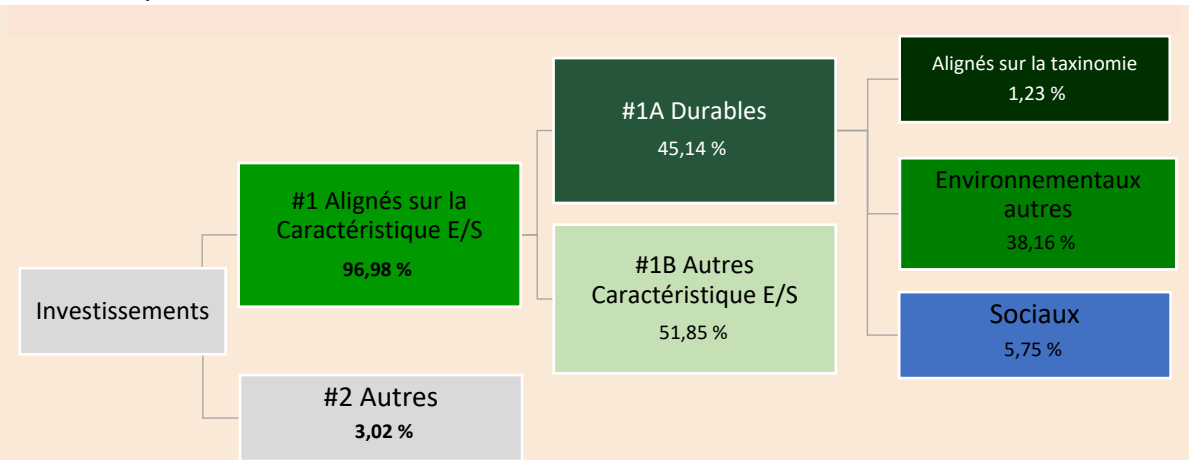 Investissements
#1 Alignés sur la
Caractéristique E/S
96,98 %
#2 Autres
3,02 %
#1A Durables
45,14 %
#1B Autres
Caractéristique E/S
51,85 %
Alignés sur la taxinomie
1,23 %
Environnementaux
autres
38,16 %
Sociaux
5,75 %